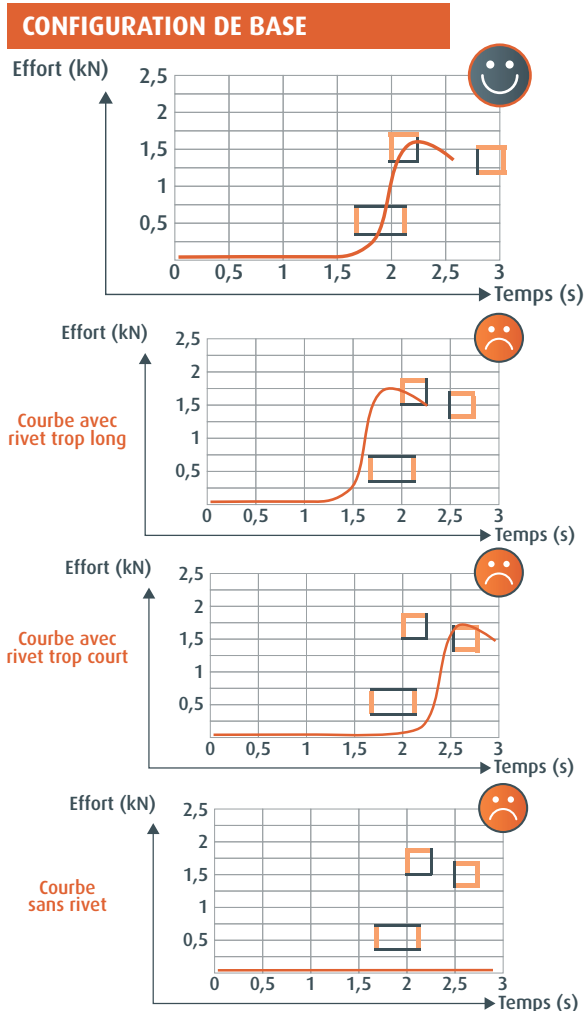 CONFIGURATION DE BASE
Effort (kN)
2,5
2
1,5
1
0,5
0 0,5 1 1,5 2 2,5 3
Temps (s)
Effort (kN)
2,5
2
1,5
1
0,5
Courbe avec
rivet trop long
0 0,5 1 1,5 2 2,5 3
Temps (s)
Effort (kN)
2,5
2
1,5
1
0,5
Courbe avec
rivet trop court
0 0,5 1 1,5 2 2,5 3
Temps (s)
Effort (kN)
2,5
2
1,5
1
0,5
Courbe
sans rivet
0 0,5 1 1,5 2 2,5 3
Temps (s)